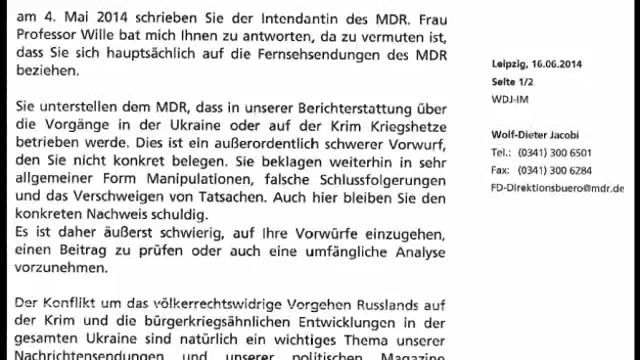 am 4. Mai 2014 schrieben Sie der Intendantin des MDR. Frau
Professor Wille bat mich Ihnen zu antworten, da zu vermuten ist,
dass Sie sich hauptsächlich auf die Fernsehsendungen des MDR
beziehen.
Sie unterstellen dem MDR, dass in unserer Berichterstattung über
die Vorgänge in der Ukraine oder auf der Krim Kriegshetze
betrieben werde. Dies ist ein außerordentlich schwerer Vorwurf,
den Sie nicht konkret belegen. Sie beklagen weiterhin in sehr
allgemeiner Form Manipulationen, falsche Schlussfolgerungen
und das Verschweigen von Tatsachen. Auch hier bleiben Sie den
konkreten Nachweis schuldig.
Es ist daher äußerst schwierig, auf Ihre Vorwürfe einzugehen,
einen Beitrag zu prüfen oder auch eine umfängliche Analyse
vorzunehmen.
Der Konflikt um das völkerrechtswidrige Vorgehen Russlands auf
der Krim und die bürgerkriegsähnlichen Entwicklungen in der
gesamten Ukraine sind natürlich ein wichtiges Thema unserer
Nachrichtensendungen und unserer politischen Magazine
Leipzig, 16.06.2014
Seite 1/2
WDJ-IM
Wolf-Dieter Jacobi
Tel.: (0341) 300 6501
Fax: (0341) 300 6284
FD-Direktionsbuero@mdr.de